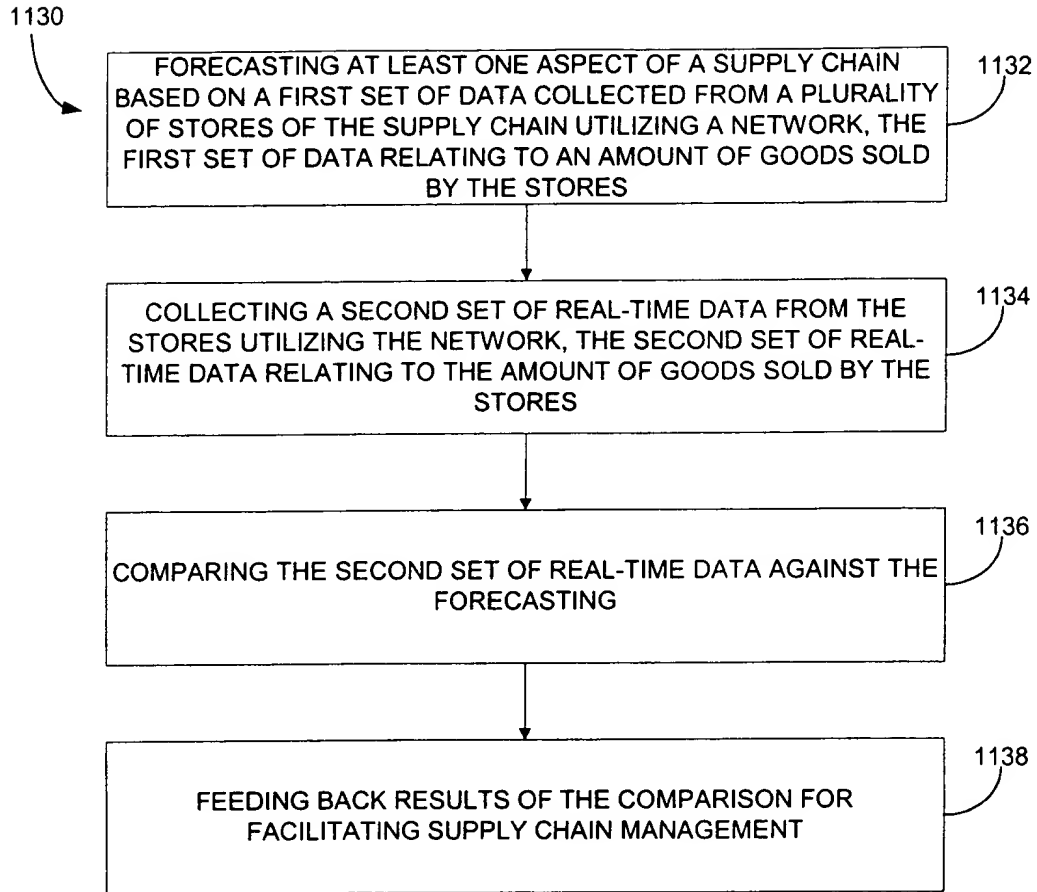 1130
FORECASTING AT LEAST ONE ASPECT OF A SUPPLY CHAIN
BASED ON A FIRST SET OF DATA COLLECTED FROM A PLURALITY
OF STORES OF THE SUPPLY CHAIN UTILIZING A NETWORK, THE
FIRST SET OF DATA RELATING TO AN AMOUNT OF GOODS SOLD
BY THE STORES
1132
COLLECTING A SECOND SET OF REAL-TIME DATA FROM THE
STORES UTILIZING THE NETWORK, THE SECOND SET OF REAL-
TIME DATA RELATING TO THE AMOUNT OF GOODS SOLD BY THE
STORES
1134
COMPARING THE SECOND SET OF REAL-TIME DATA AGAINST THE
FORECASTING
1136
FEEDING BACK RESULTS OF THE COMPARISON FOR
FACILITATING SUPPLY CHAIN MANAGEMENT
1138